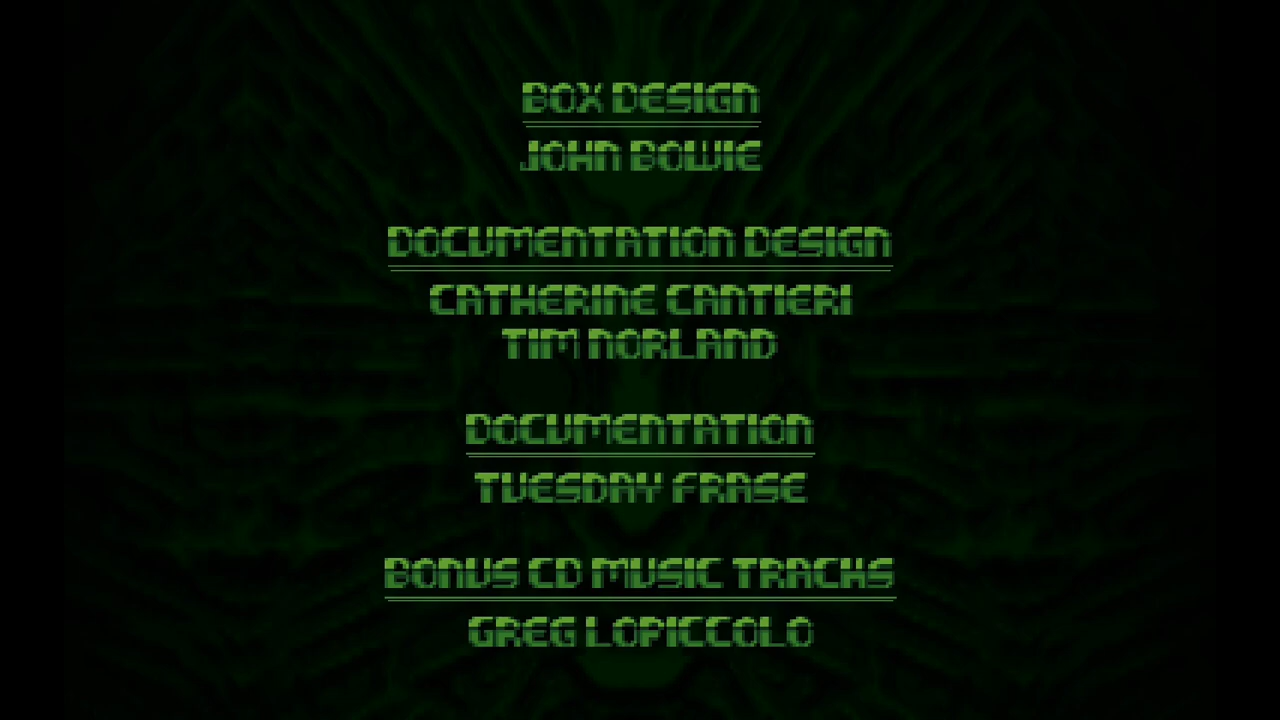 BOX DESIGN
JOHN BOWIE
DOCUMENTATION DESIGN
CATHERINE CANTIERI
TIM NORLAND
DOCUMENTATION
TUESDAY FRASE
BONUS CD MUSIC TRACKS
GREG LOPICCOLO